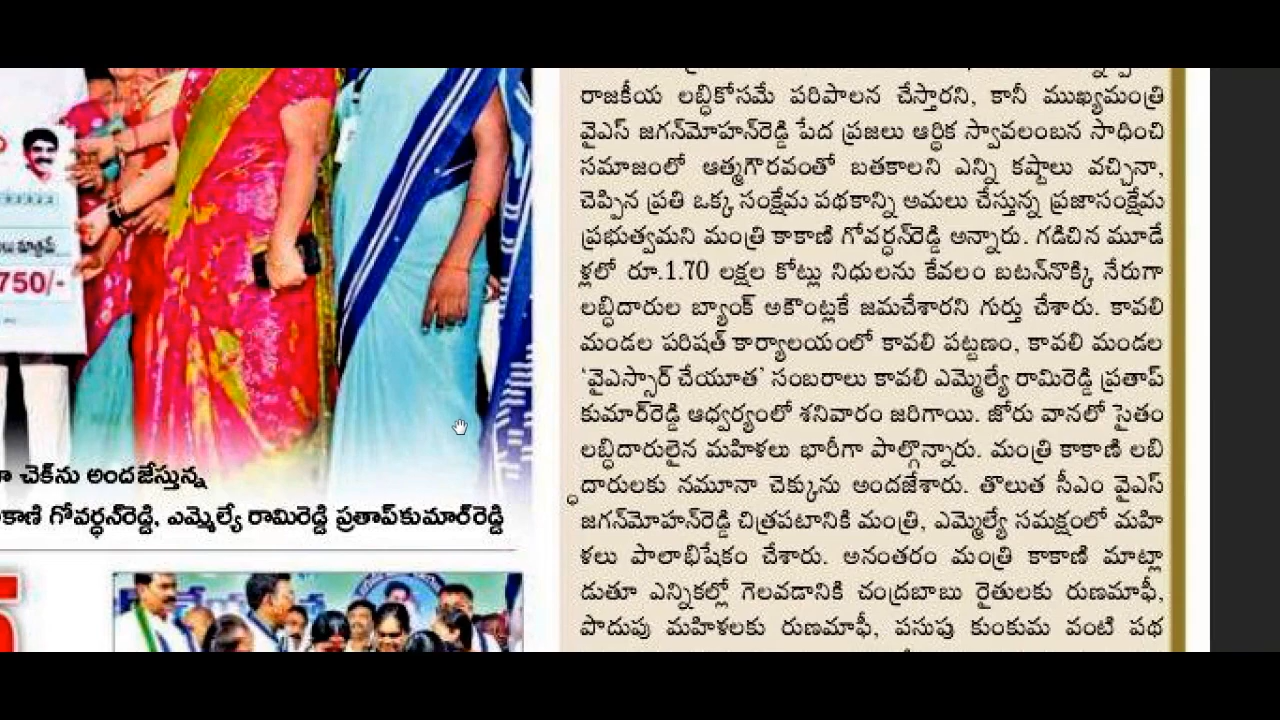 లు మాత్రమే
750/-
చెక్‌ను అందజేస్తున్న
కాకాణి గోవర్ధన్‌రెడ్డి, ఎమ్మెల్యే రామిరెడ్డి ప్రతాప్‌కుమార్‌రెడ్డి
రాజకీయ లబ్ధికోసమే పరిపాలన చేస్తారని, కానీ ముఖ్యమంత్రి
వైఎస్ జగన్‌మోహన్‌రెడ్డి పేద ప్రజలు ఆర్థిక స్వావలంబన సాధించి
సమాజంలో ఆత్మగౌరవంతో బతకాలని ఎన్ని కష్టాలు వచ్చినా,
చెప్పిన ప్రతి ఒక్క సంక్షేమ పథకాన్ని అమలు చేస్తున్న ప్రజాసంక్షేమ
ప్రభుత్వమని మంత్రి కాకాణి గోవర్ధన్‌రెడ్డి అన్నారు. గడిచిన మూడే
ళ్లలో రూ.1.70 లక్షల కోట్లు నిధులను కేవలం బటన్‌నొక్కి నేరుగా
లబ్ధిదారుల బ్యాంక్ అకౌంట్లకే జమచేశారని గుర్తు చేశారు. కావలి
మండల పరిషత్ కార్యాలయంలో కావలి పట్టణం, కావలి మండల
‘వైఎస్సార్ చేయూత’ సంబరాలు కావలి ఎమ్మెల్యే రామిరెడ్డి ప్రతాప్
కుమార్‌రెడ్డి ఆధ్వర్యంలో శనివారం జరిగాయి. జోరు వానలో సైతం
లబ్ధిదారులైన మహిళలు భారీగా పాల్గొన్నారు. మంత్రి కాకాణి లబి
్ధదారులకు నమూనా చెక్కును అందజేశారు. తొలుత సీఎం వైఎస్
జగన్‌మోహన్‌రెడ్డి చిత్రపటానికి మంత్రి, ఎమ్మెల్యే సమక్షంలో మహి
ళలు పాలాభిషేకం చేశారు. అనంతరం మంత్రి కాకాణి మాట్లా
డుతూ ఎన్నికల్లో గెలవడానికి చంద్రబాబు రైతులకు రుణమాఫీ,
పొదుపు మహిళలకు రుణమాఫీ, పసుపు కుంకుమ వంటి పథ